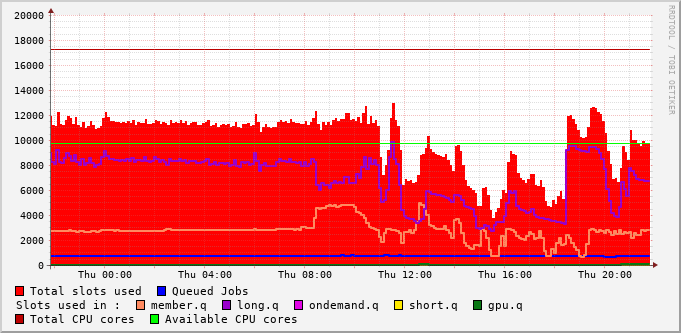 20000
18000
16000
14000
12000
10000
8000
6000
4000
2000
0
Thu 00:00 Thu 04:00 Thu 08:00 Thu 12:00 Thu 16:00 Thu 20:00
RRDTOOL / TOBI OETIKER
Total slots used Queued Jobs
Slots used in : member.q long.q ondemand.q short.q gpu.q
Total CPU cores Available CPU cores